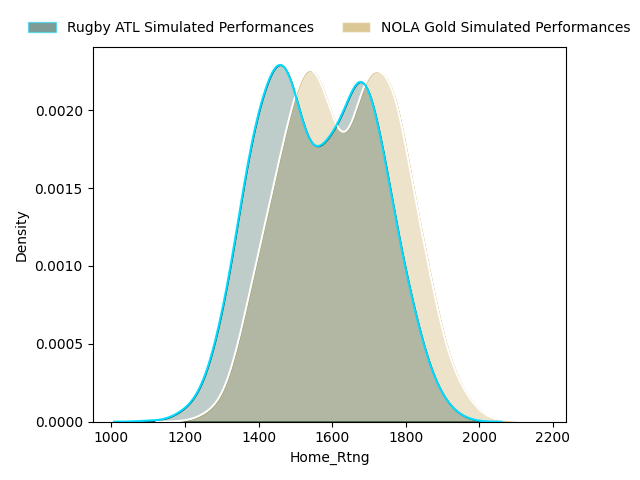 Rugby ATL Simulated Performances NOLA Gold Simulated Performances
0.0020
0.0015
0.0010
0.0005
0.0000
Density
1000 1200 1400 1600 1800 2000 2200
Home_Rtng